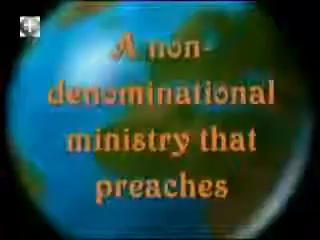 A non-
denominational
ministry that
preaches